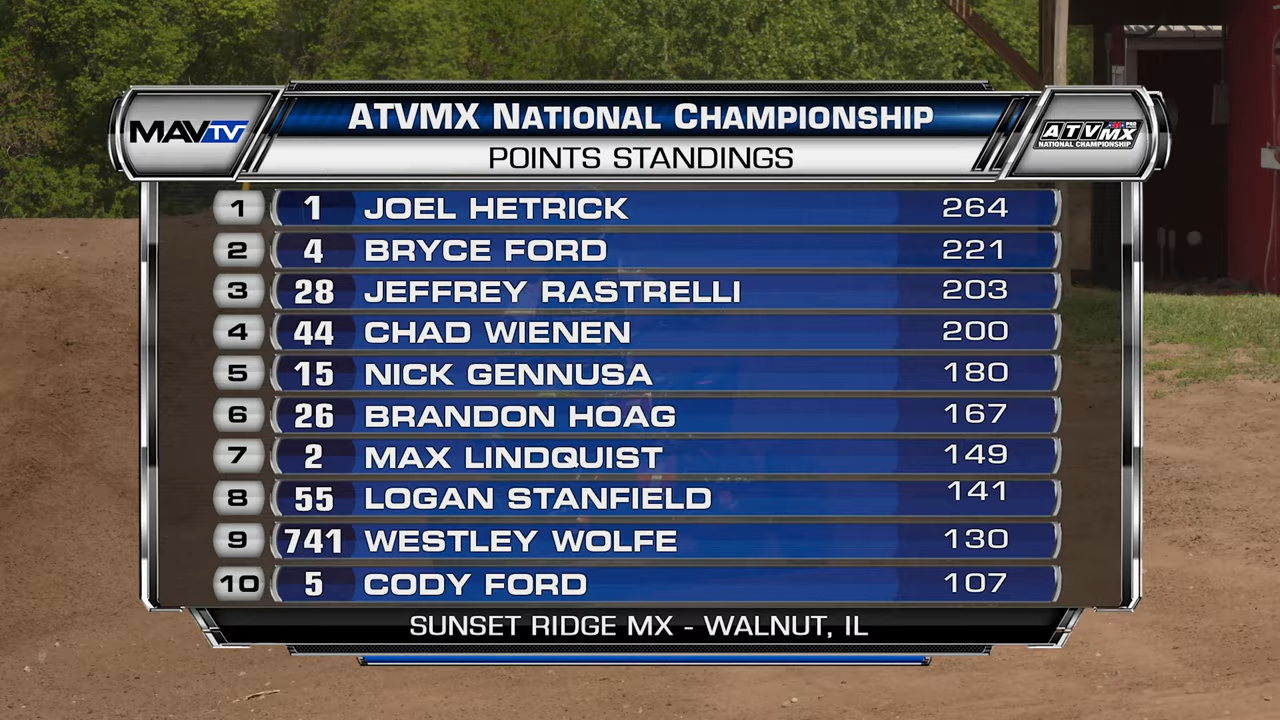 MAVTV
ATVMX NATIONAL CHAMPIONSHIP
ATVMX PRO
NATIONAL CHAMPIONSHIP
POINTS STANDINGS
1 1 JOEL HETRICK 264
2 4 BRYCE FORD 221
3 28 JEFFREY RASTRELLI 203
4 44 CHAD WIENEN 200
5 15 NICK GENNUSA 180
6 26 BRANDON HOAG 167
7 2 MAX LINDQUIST 149
8 55 LOGAN STANFIELD 141
9 741 WESTLEY WOLFE 130
10 5 CODY FORD 107
SUNSET RIDGE MX - WALNUT, IL